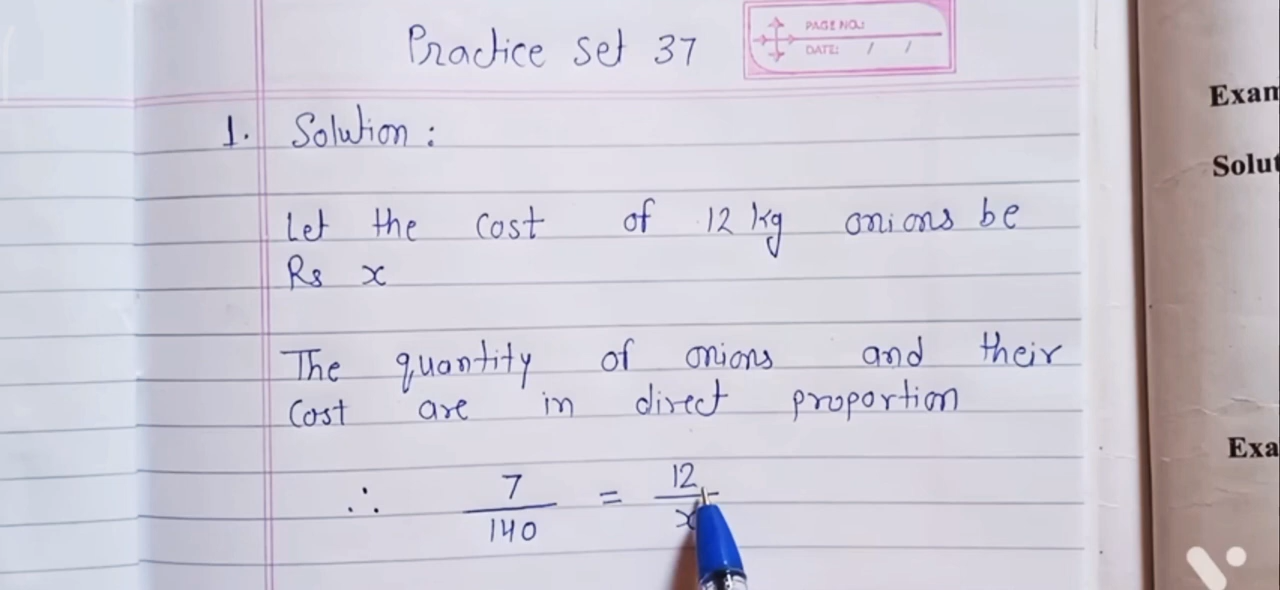 Practice Set 37
PAGE NO.:
DATE: / /
1. Solution :
Let the cost of 12 kg onions be
Rs x
The quantity of onions and their
cost are in direct proportion
∴ 7/140 = 12/x
Exam
Solut
Exa